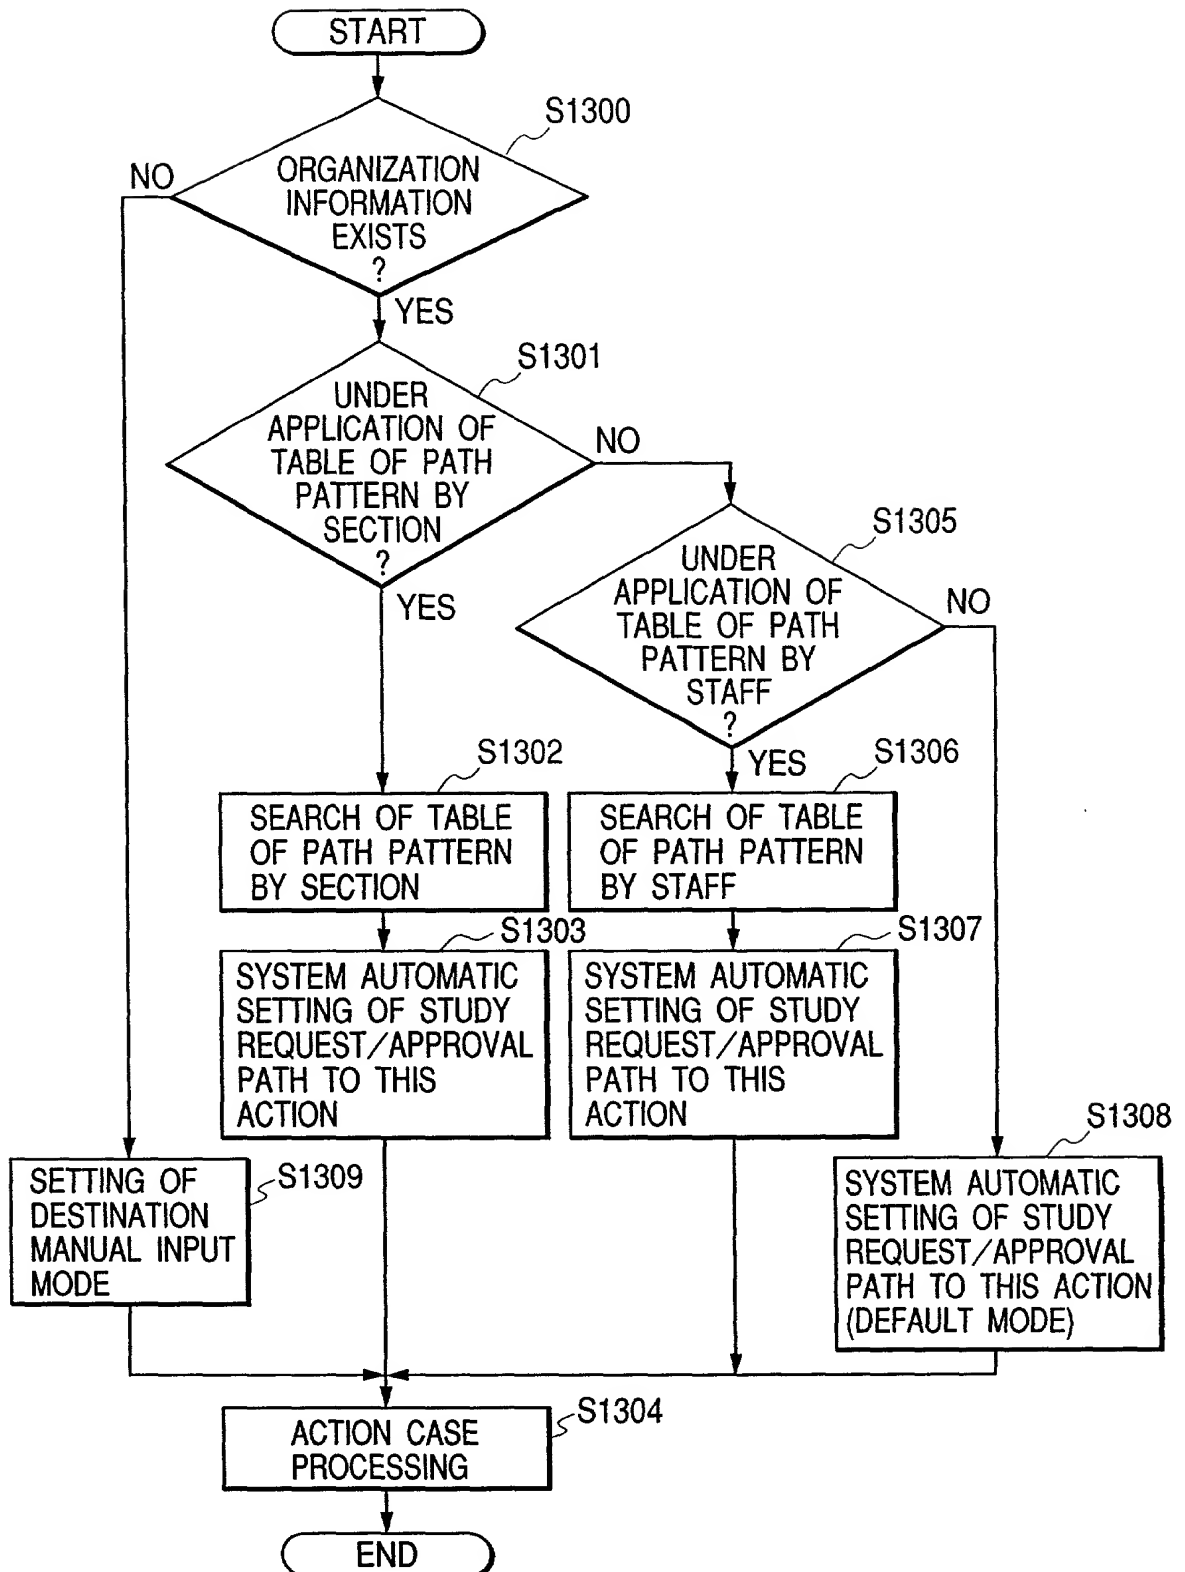 START
S1300
NO
ORGANIZATION
INFORMATION
EXISTS
?
YES
S1301
UNDER
APPLICATION OF
TABLE OF PATH
PATTERN BY
SECTION
?
NO
YES
S1305
UNDER
APPLICATION OF
TABLE OF PATH
PATTERN BY
STAFF
?
NO
YES
S1302
SEARCH OF TABLE
OF PATH PATTERN
BY SECTION
S1306
SEARCH OF TABLE
OF PATH PATTERN
BY STAFF
S1303
SYSTEM AUTOMATIC
SETTING OF STUDY
REQUEST/APPROVAL
PATH TO THIS
ACTION
S1307
SYSTEM AUTOMATIC
SETTING OF STUDY
REQUEST/APPROVAL
PATH TO THIS
ACTION
S1309
SETTING OF
DESTINATION
MANUAL INPUT
MODE
S1308
SYSTEM AUTOMATIC
SETTING OF STUDY
REQUEST/APPROVAL
PATH TO THIS ACTION
(DEFAULT MODE)
S1304
ACTION CASE
PROCESSING
END